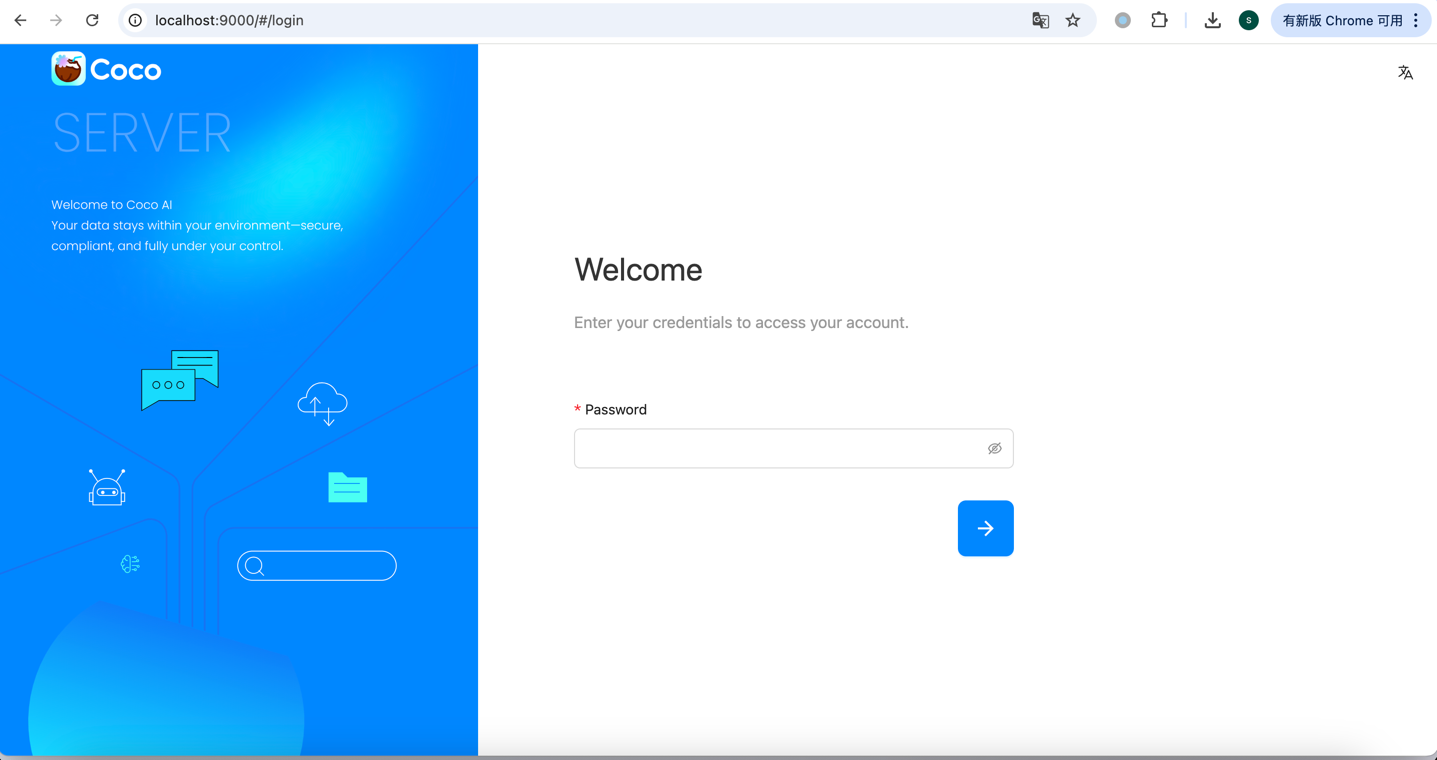 localhost:9000/#/login
S
有新版 Chrome 可用
Coco
SERVER
Welcome to Coco AI
Your data stays within your environment—secure,
compliant, and fully under your control.
Welcome
Enter your credentials to access your account.
* Password